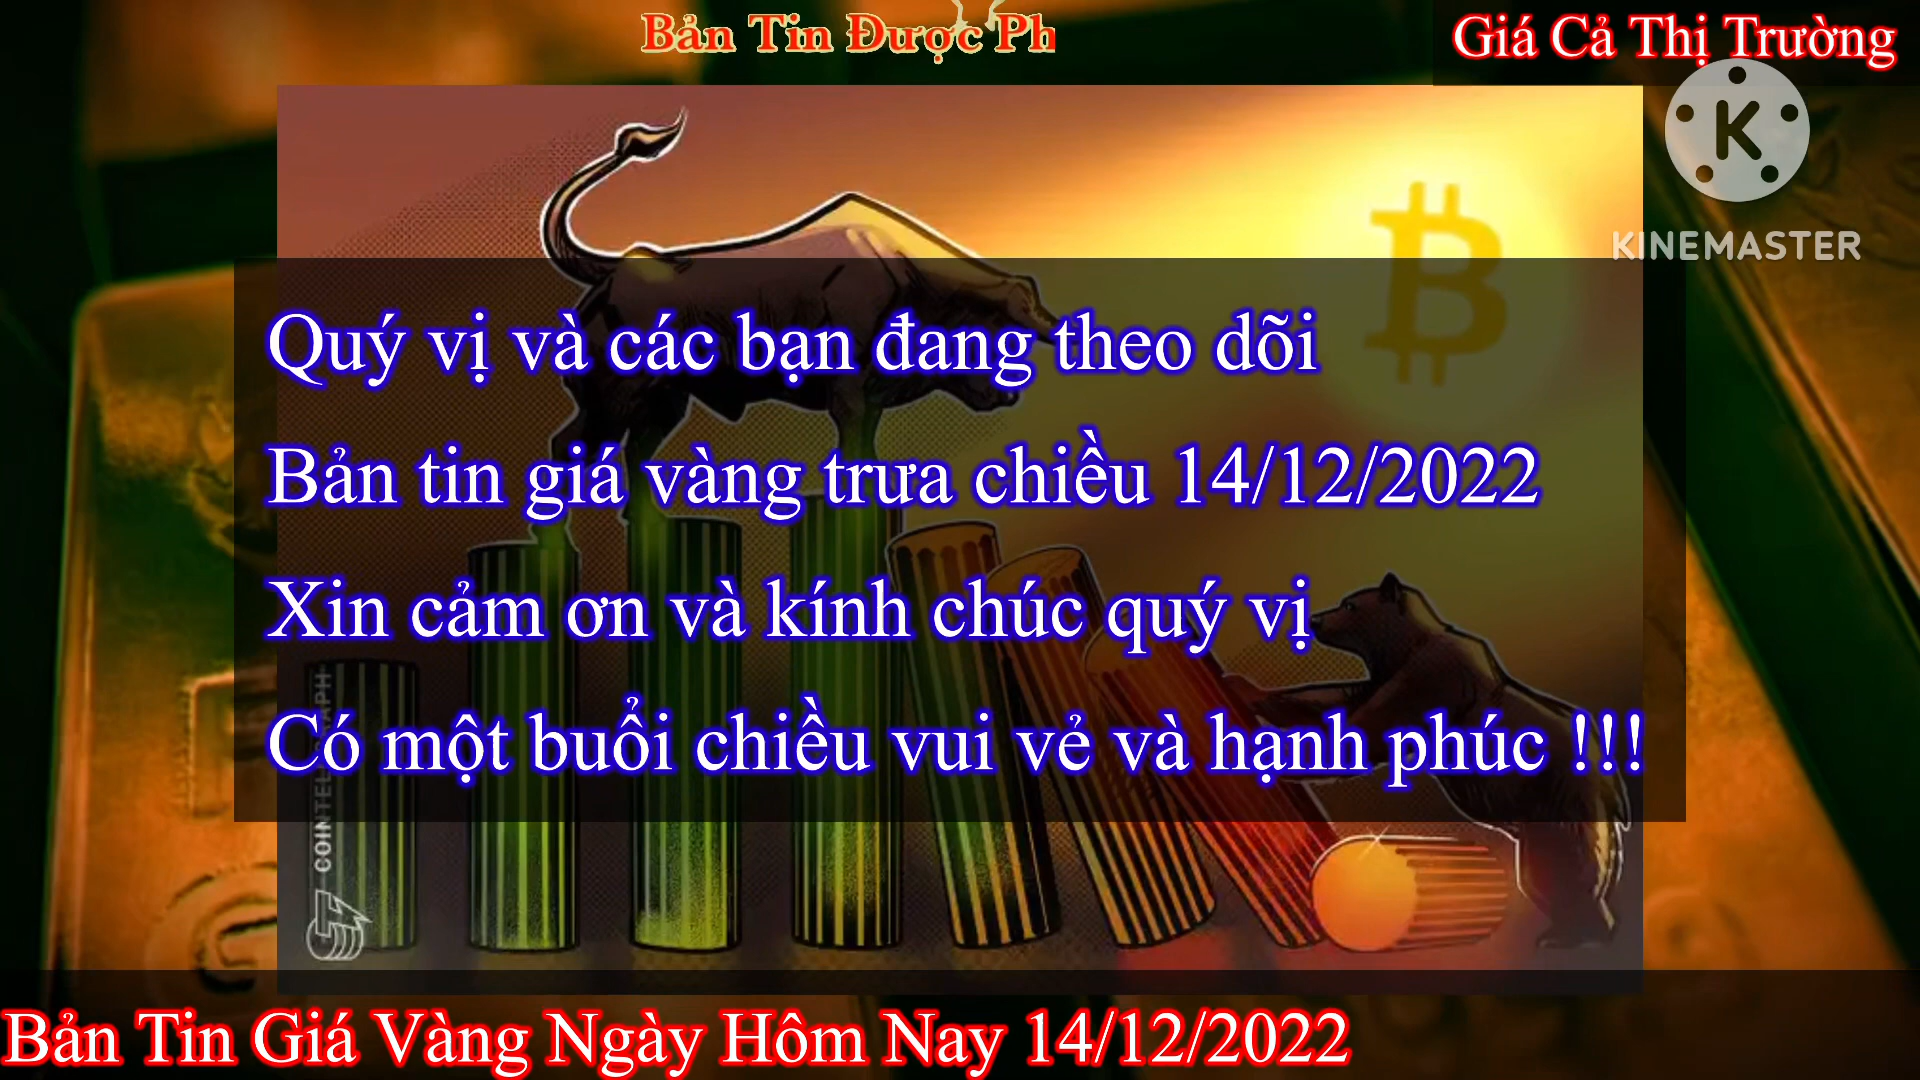 Bản Tin Được Ph
Giá Cả Thị Trường
K
KINEMASTER
Quý vị và các bạn đang theo dõi
Bản tin giá vàng trưa chiều 14/12/2022
Xin cảm ơn và kính chúc quý vị
Có một buổi chiều vui vẻ và hạnh phúc !!!
COINTELEGRAPH
Bản Tin Giá Vàng Ngày Hôm Nay 14/12/2022